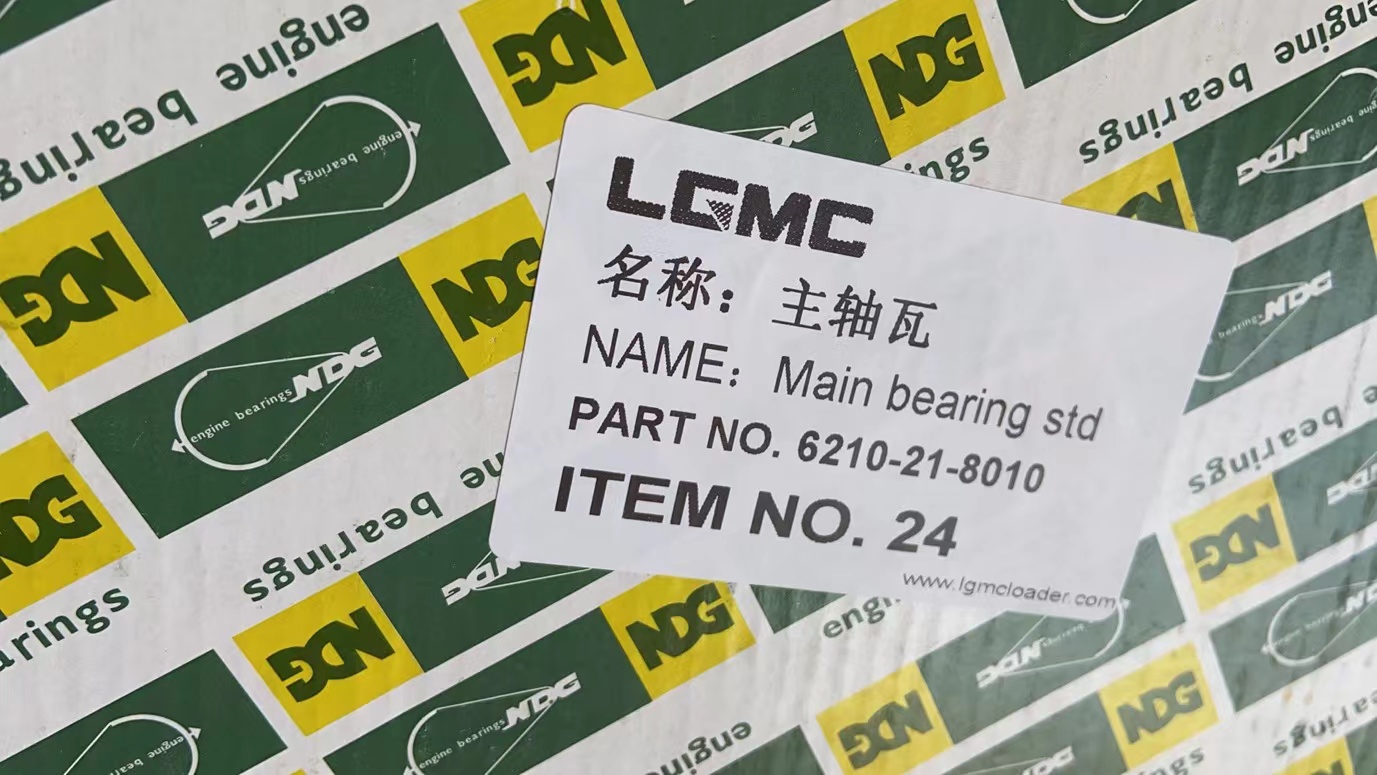 LGMC
名称：主轴瓦
NAME：Main bearing std
PART NO. 6210-21-8010
ITEM NO. 24
www.lgmcloader.com
engine bearings
NDG
engine bearings NDG